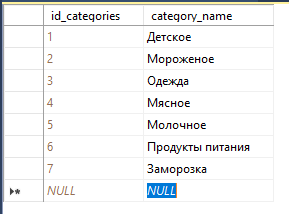 id_categories category_name
1 Детское
2 Мороженое
3 Одежда
4 Мясное
5 Молочное
6 Продукты питания
7 Заморозка
NULL NULL